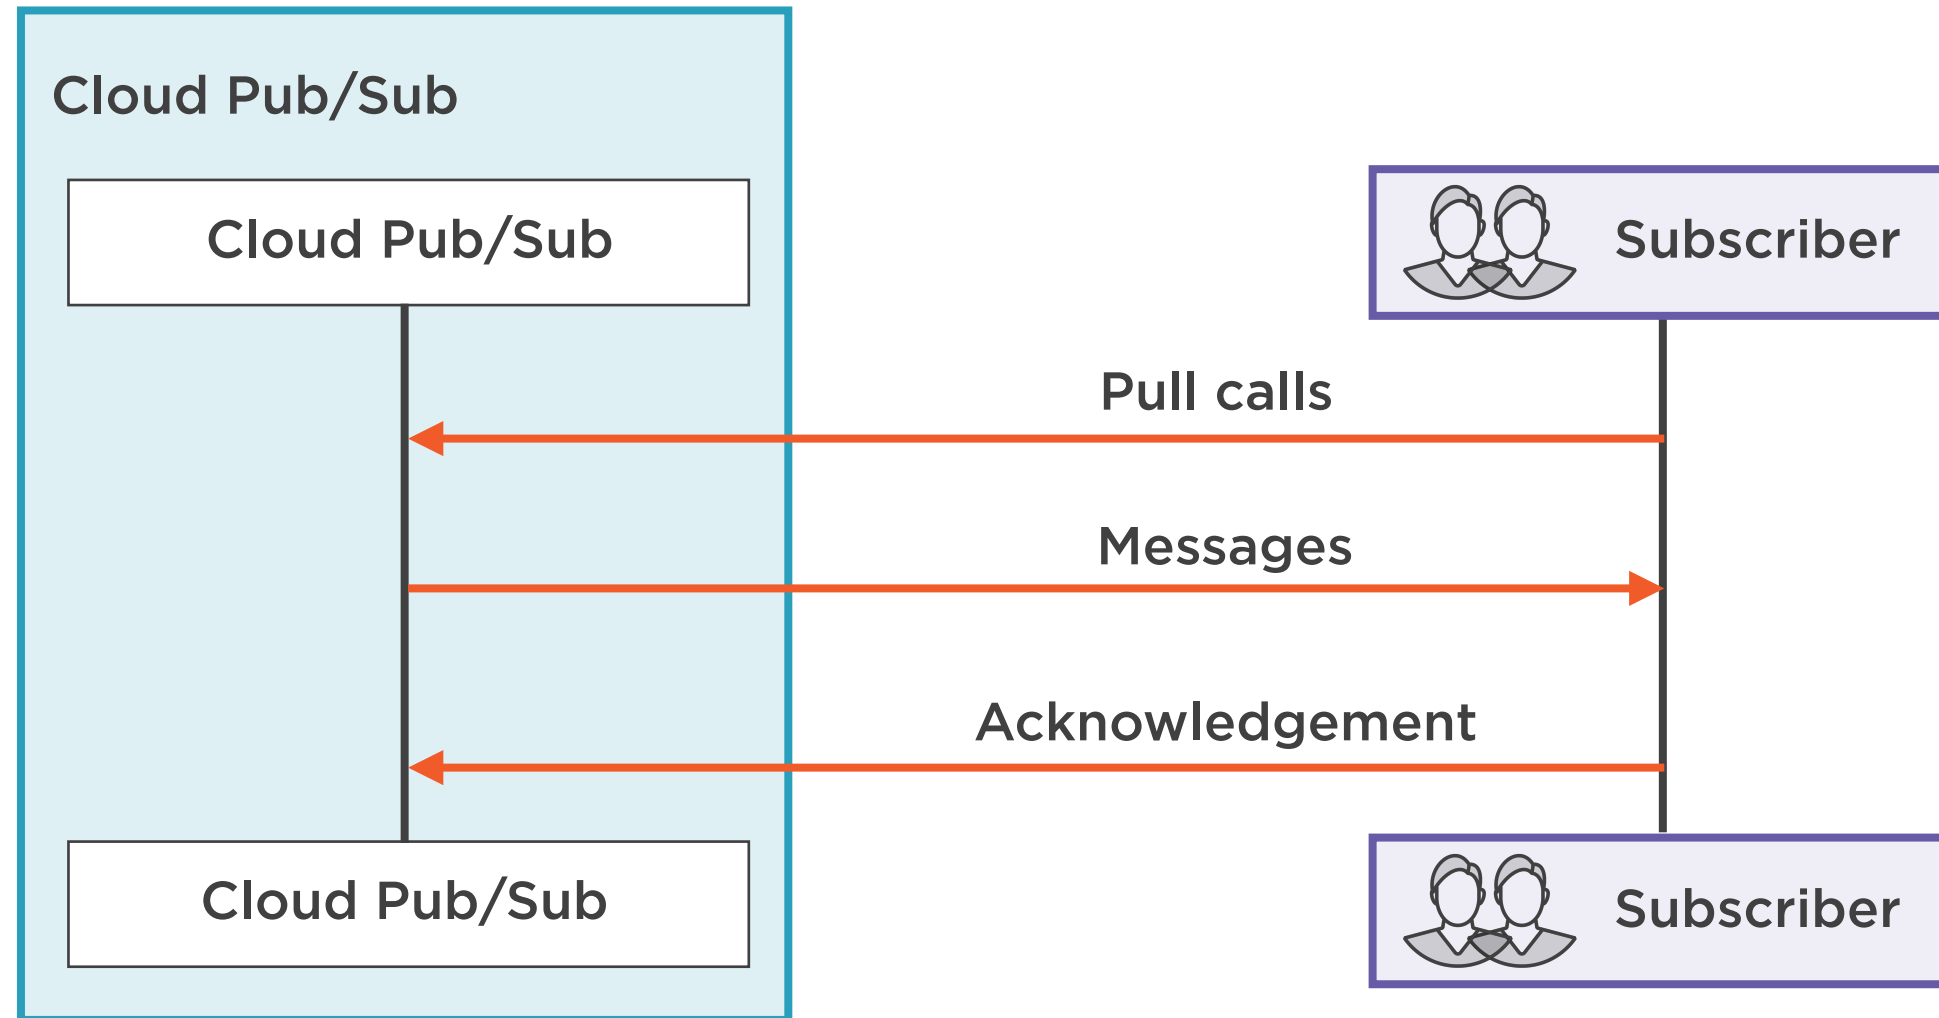 Cloud Pub/Sub
Cloud Pub/Sub
Subscriber
Pull calls
Messages
Acknowledgement
Cloud Pub/Sub
Subscriber